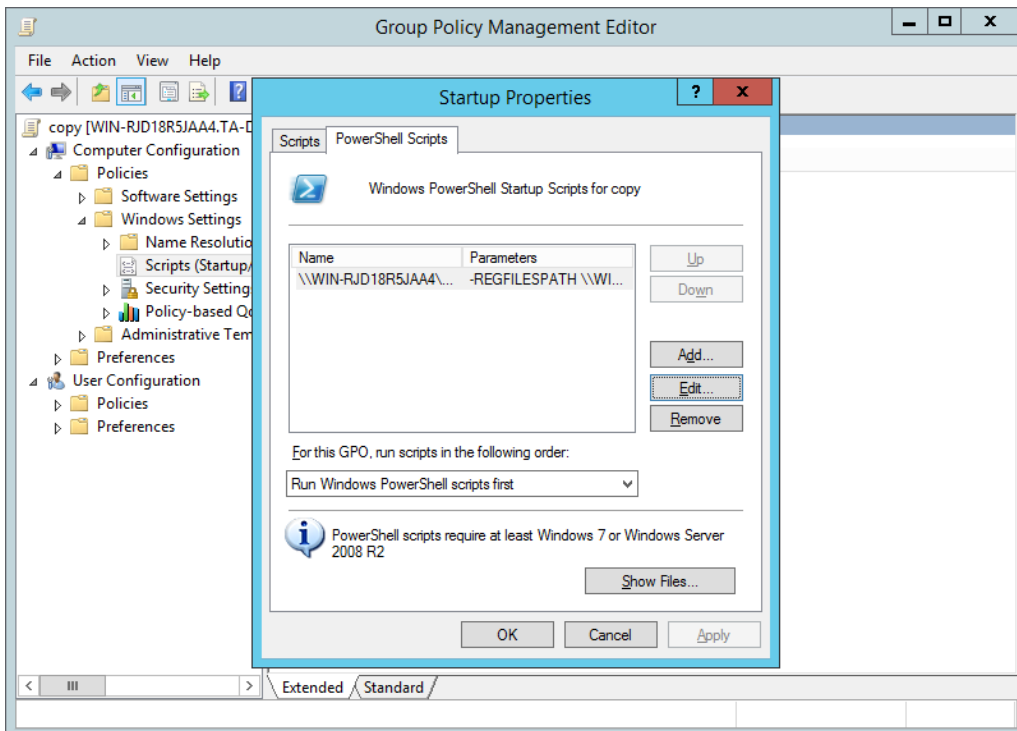 Group Policy Management Editor
File Action View Help
copy [WIN-RJD18R5JAA4.TA-D
Computer Configuration
Policies
Software Settings
Windows Settings
Name Resolutio
Scripts (Startup/
Security Setting
Policy-based Qo
Administrative Tem
Preferences
User Configuration
Policies
Preferences
Startup Properties
? x
Scripts
PowerShell Scripts
Windows PowerShell Startup Scripts for copy
Name Parameters
\\WIN-RJD18R5JAA4\... -REGFILESPATH \\WI...
Up
Down
Add...
Edit...
Remove
For this GPO, run scripts in the following order:
Run Windows PowerShell scripts first
PowerShell scripts require at least Windows 7 or Windows Server
2008 R2
Show Files...
OK Cancel Apply
Extended Standard